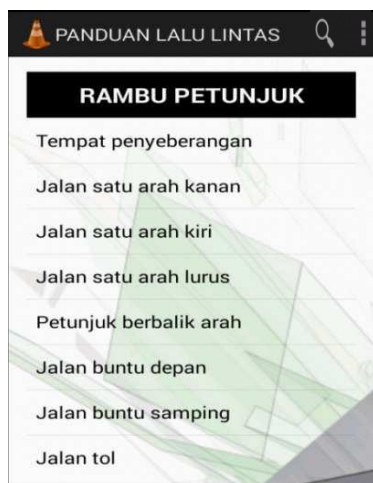 PANDUAN LALU LINTAS
RAMBU PETUNJUK
Tempat penyeberangan
Jalan satu arah kanan
Jalan satu arah kiri
Jalan satu arah lurus
Petunjuk berbalik arah
Jalan buntu depan
Jalan buntu samping
Jalan tol